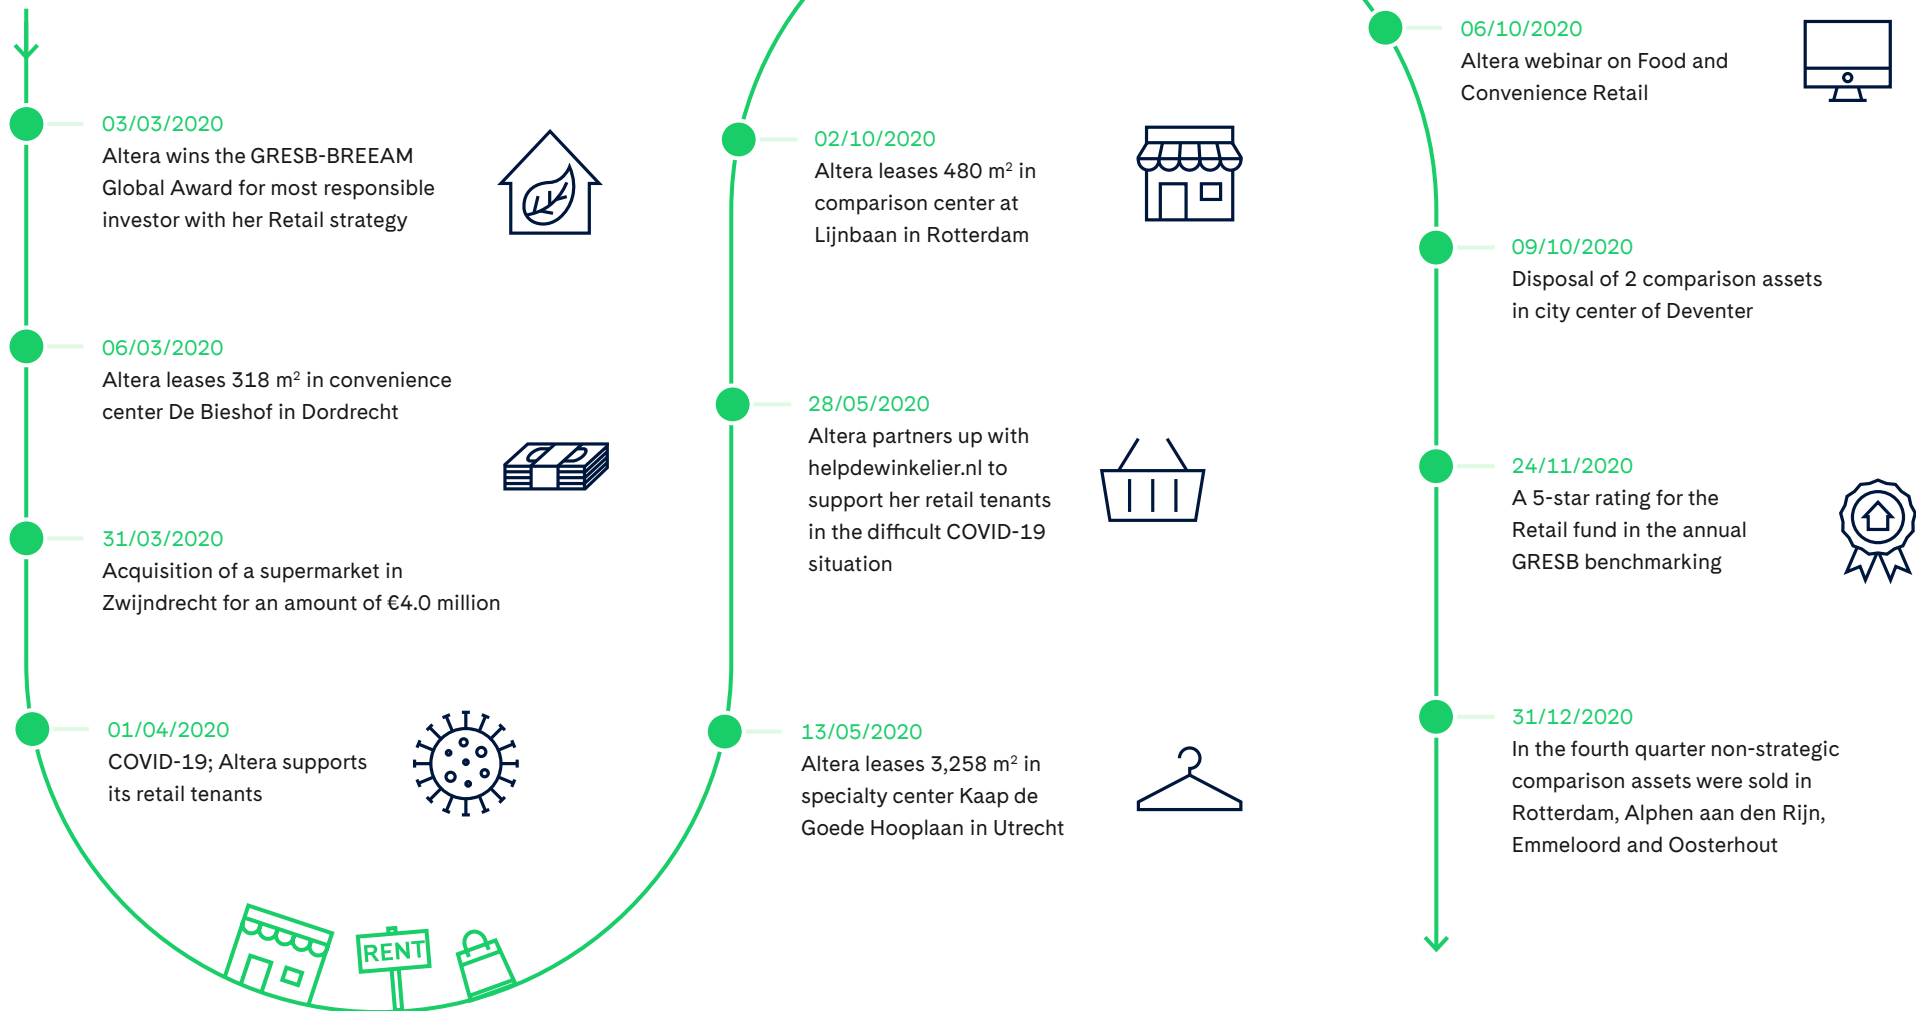 03/03/2020
Altera wins the GRESB-BREEAM
Global Award for most responsible
investor with her Retail strategy
06/03/2020
Altera leases 318 m² in convenience
center De Bieshof in Dordrecht
31/03/2020
Acquisition of a supermarket in
Zwijndrecht for an amount of €4.0 million
01/04/2020
COVID-19; Altera supports
its retail tenants
RENT
13/05/2020
Altera leases 3,258 m² in
specialty center Kaap de
Goede Hooplaan in Utrecht
28/05/2020
Altera partners up with
helpdewinkelier.nl to
support her retail tenants
in the difficult COVID-19
situation
02/10/2020
Altera leases 480 m² in
comparison center at
Lijnbaan in Rotterdam
06/10/2020
Altera webinar on Food and
Convenience Retail
09/10/2020
Disposal of 2 comparison assets
in city center of Deventer
24/11/2020
A 5-star rating for the
Retail fund in the annual
GRESB benchmarking
31/12/2020
In the fourth quarter non-strategic
comparison assets were sold in
Rotterdam, Alphen aan den Rijn,
Emmeloord and Oosterhout